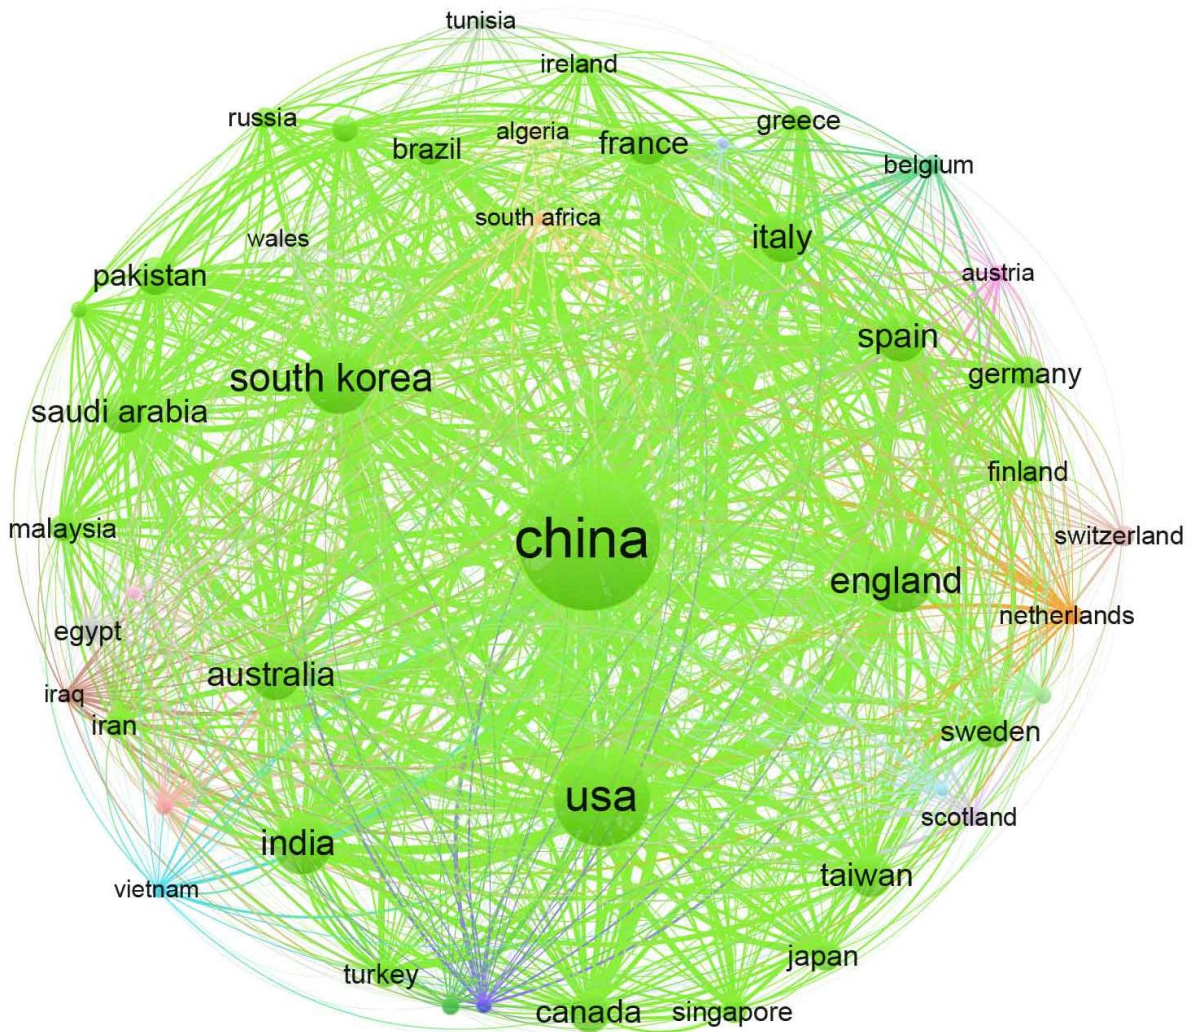 tunisia
ireland
russia
greece
algeria
brazil
france
belgium
south africa
wales
italy
pakistan
austria
spain
south korea
germany
saudi arabia
finland
malaysia
china
switzerland
england
netherlands
egypt
australia
iraq
iran
sweden
usa
scotland
india
taiwan
vietnam
japan
turkey
canada
singapore